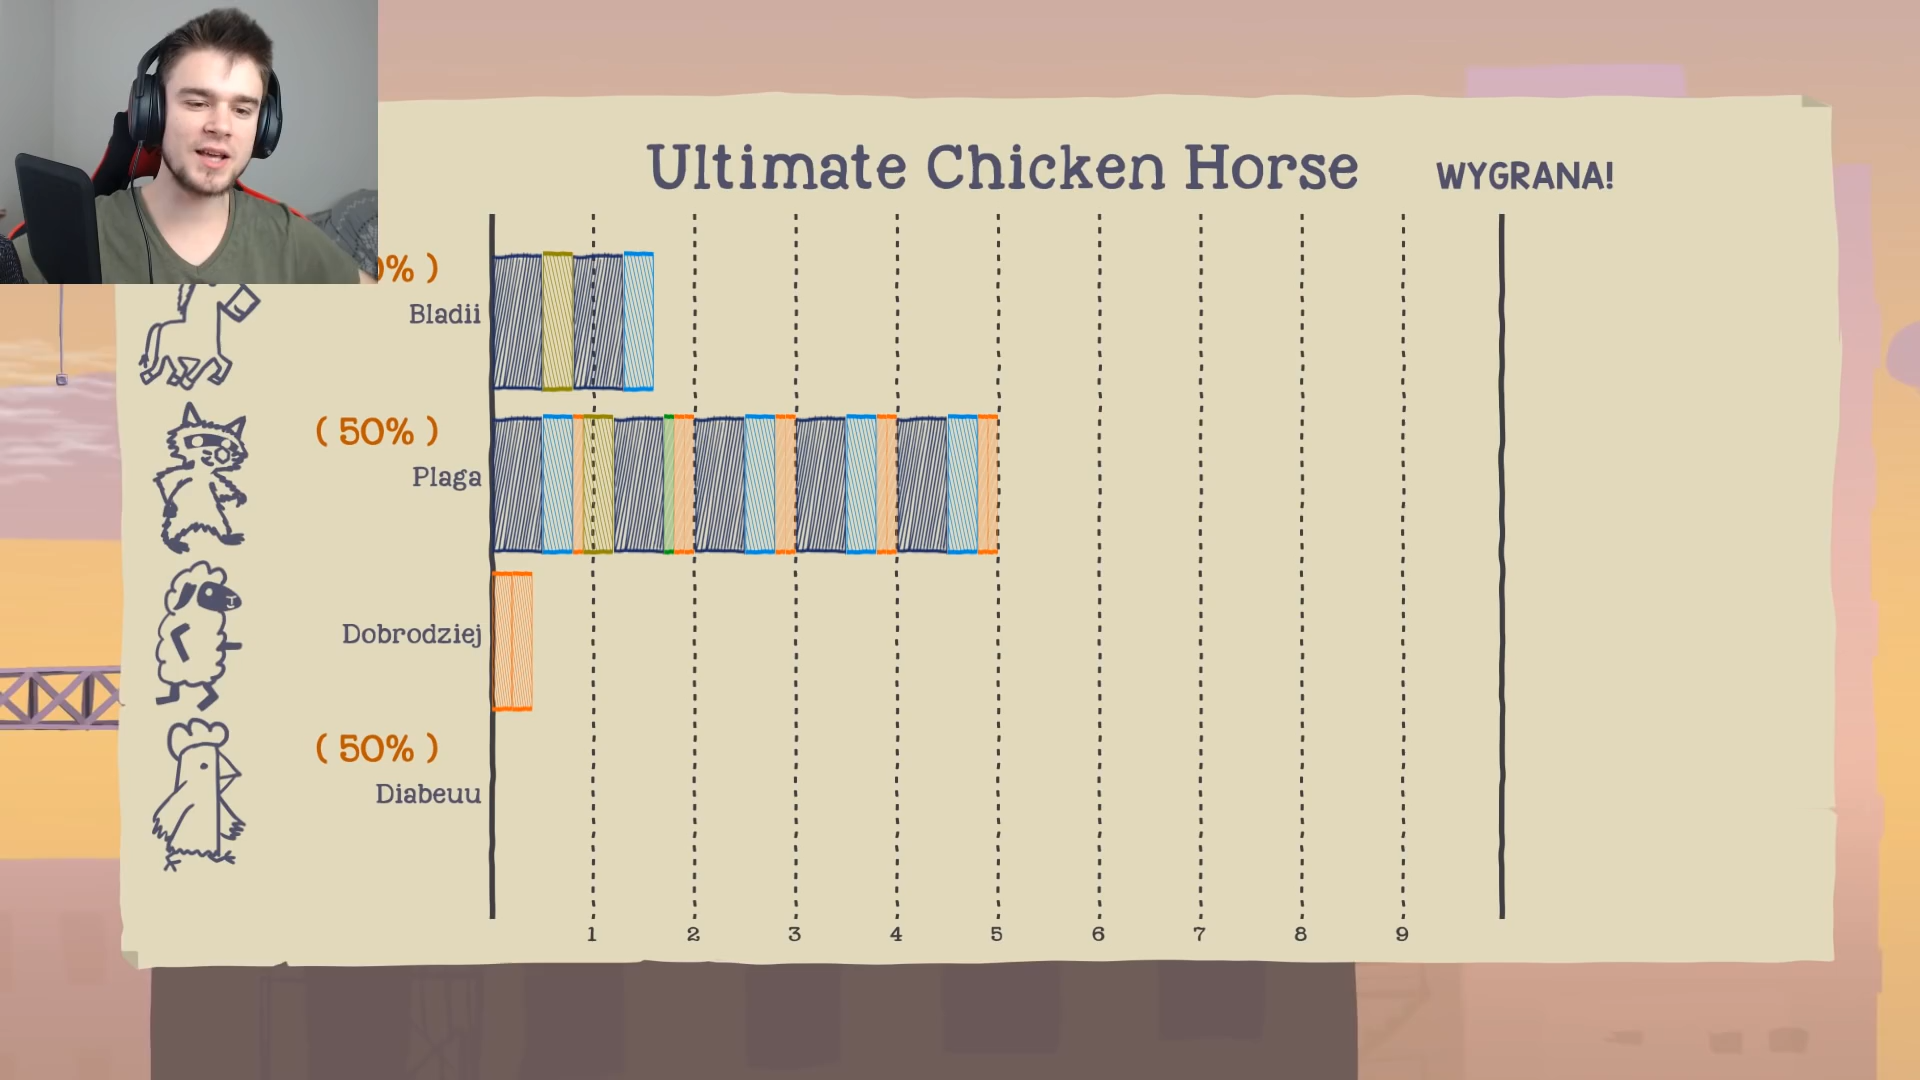 Ultimate Chicken Horse
WYGRANA!
% )
Bladii
( 50% )
Plaga
Dobrodziej
( 50% )
Diabeuu
1 2 3 4 5 6 7 8 9